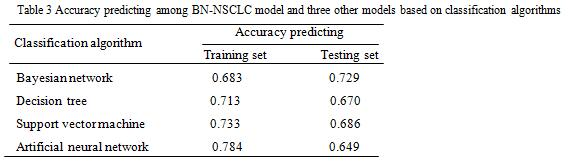 Table 3 Accuracy predicting among BN-NSCLC model and three other models based on classification algorithms
Classification algorithm Accuracy predicting
Training set Testing set
Bayesian network 0.683 0.729
Decision tree 0.713 0.670
Support vector machine 0.733 0.686
Artificial neural network 0.784 0.649